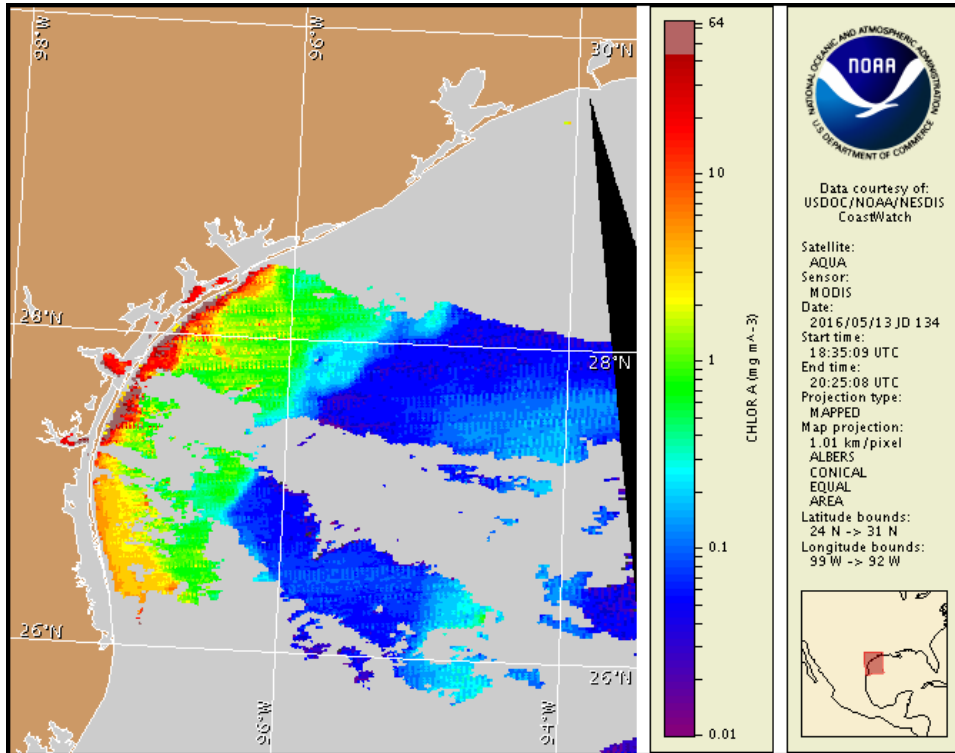 98°W
96°W
30°N
28°N
28°N
26°N
26°N
96°W
94°W
64
10
1
0.1
0.01
CHLOR A (mg m^-3)
NATIONAL OCEANIC AND ATMOSPHERIC ADMINISTRATION
NOAA
U.S. DEPARTMENT OF COMMERCE
Data courtesy of:
USDOC/NOAA/NESDIS
CoastWatch
Satellite:
AQUA
Sensor:
MODIS
Date:
2016/05/13 JD 134
Start time:
18:35:09 UTC
End time:
20:25:08 UTC
Projection type:
MAPPED
Map projection:
1.01 km/pixel
ALBERS
CONICAL
EQUAL
AREA
Latitude bounds:
24 N -> 31 N
Longitude bounds:
99 W -> 92 W